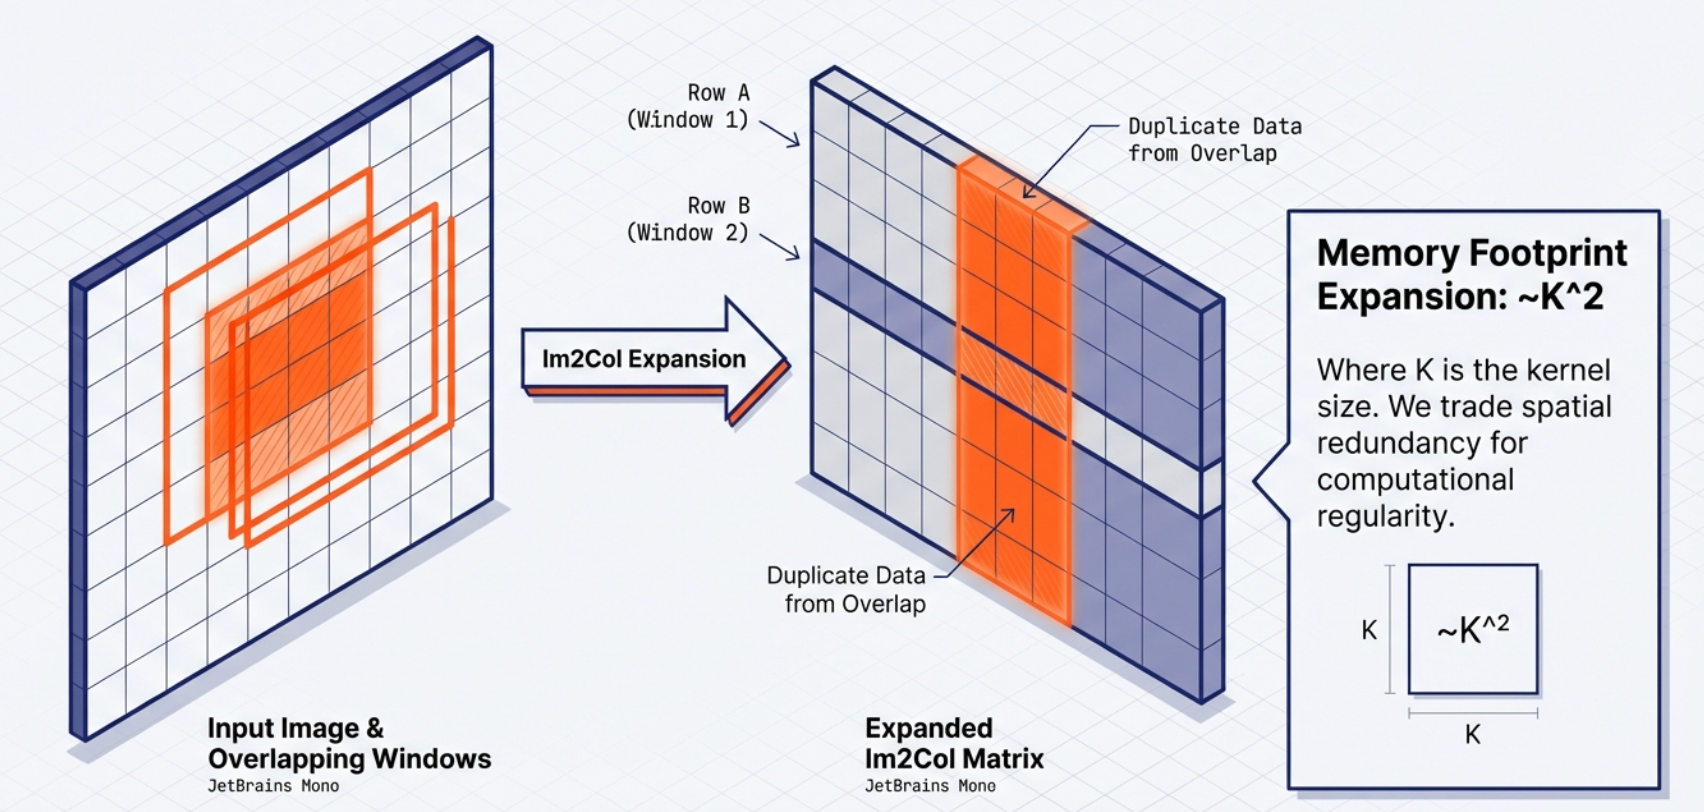 Row A
(Window 1)
Duplicate Data
from Overlap
Row B
(Window 2)
Im2Col Expansion
Duplicate Data
from Overlap
Input Image &
Overlapping Windows
JetBrains Mono
Expanded
Im2Col Matrix
JetBrains Mono
Memory Footprint
Expansion: ~K^2
Where K is the kernel
size. We trade spatial
redundancy for
computational
regularity.
K
~K^²
K